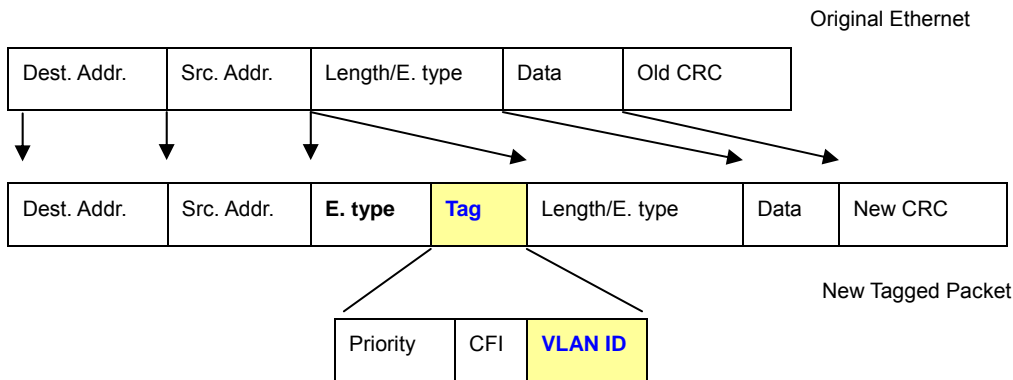 Original Ethernet
Dest. Addr. Src. Addr. Length/E. type Data Old CRC
Dest. Addr. Src. Addr. E. type Tag Length/E. type Data New CRC
New Tagged Packet
Priority CFI VLAN ID